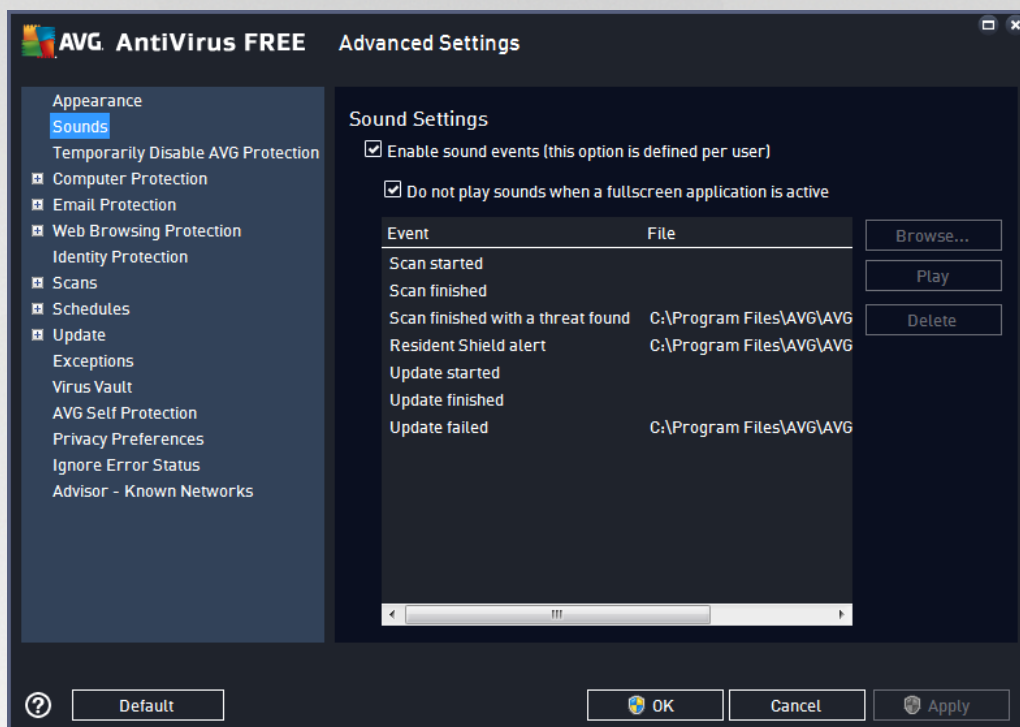 AVG. AntiVirus FREE Advanced Settings
Appearance
Sounds
Temporarily Disable AVG Protection
Computer Protection
Email Protection
Web Browsing Protection
Identity Protection
Scans
Schedules
Update
Exceptions
Virus Vault
AVG Self Protection
Privacy Preferences
Ignore Error Status
Advisor - Known Networks
Sound Settings
Enable sound events (this option is defined per user)
Do not play sounds when a fullscreen application is active
Event File
Scan started
Scan finished
Scan finished with a threat found C:\Program Files\AVG\AVG
Resident Shield alert C:\Program Files\AVG\AVG
Update started
Update finished
Update failed C:\Program Files\AVG\AVG
Browse...
Play
Delete
? Default OK Cancel Apply